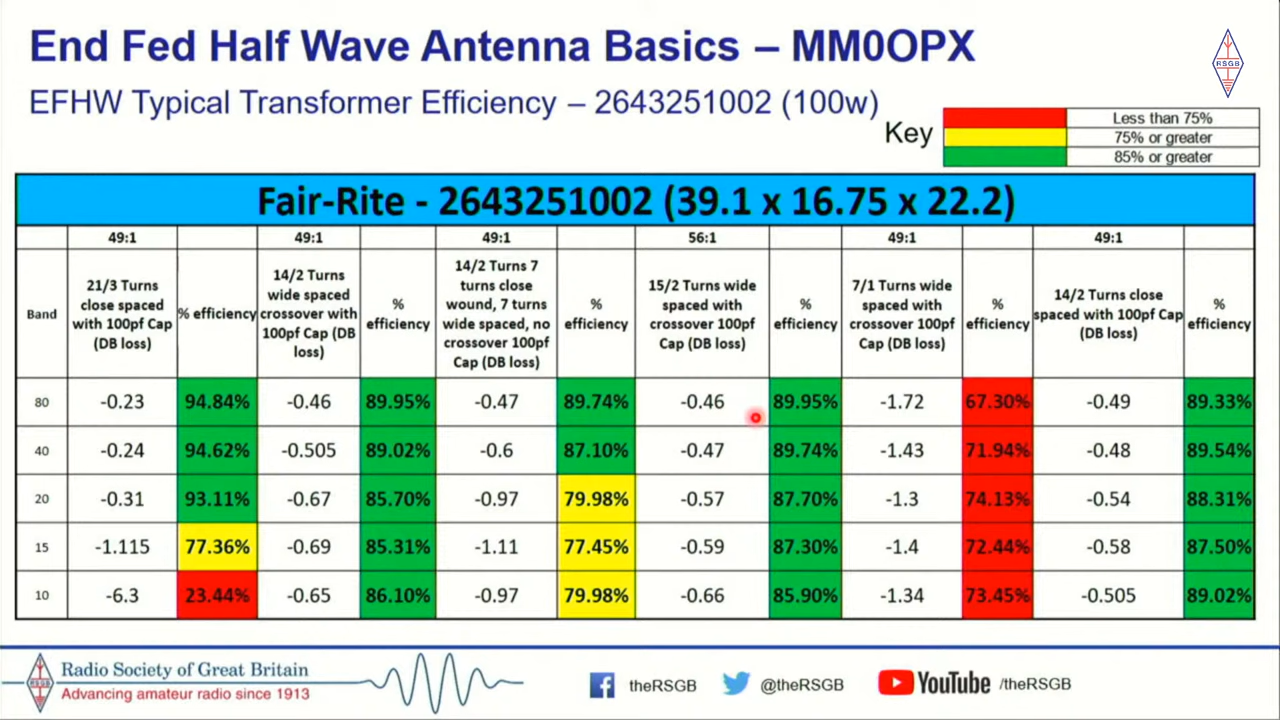 End Fed Half Wave Antenna Basics – MM0OPX
RSGB
EFHW Typical Transformer Efficiency – 2643251002 (100w)
Key
Less than 75%
75% or greater
85% or greater
Fair-Rite - 2643251002 (39.1 x 16.75 x 22.2)
49:1 49:1 49:1 56:1 49:1 49:1
Band
21/3 Turns
close spaced
with 100pf Cap
(DB loss)
% efficiency
14/2 Turns
wide spaced
crossover with
100pf Cap (DB
loss)
%
efficiency
14/2 Turns 7
turns close
wound, 7 turns
wide spaced, no
crossover 100pf
Cap (DB loss)
%
efficiency
15/2 Turns wide
spaced with
crossover 100pf
Cap (DB loss)
%
efficiency
7/1 Turns wide
spaced with
crossover 100pf
Cap (DB loss)
%
efficiency
14/2 Turns close
spaced with 100pf Cap
(DB loss)
%
efficiency
80 -0.23 94.84% -0.46 89.95% -0.47 89.74% -0.46 89.95% -1.72 67.30% -0.49 89.33%
40 -0.24 94.62% -0.505 89.02% -0.6 87.10% -0.47 89.74% -1.43 71.94% -0.48 89.54%
20 -0.31 93.11% -0.67 85.70% -0.97 79.98% -0.57 87.70% -1.3 74.13% -0.54 88.31%
15 -1.115 77.36% -0.69 85.31% -1.11 77.45% -0.59 87.30% -1.4 72.44% -0.58 87.50%
10 -6.3 23.44% -0.65 86.10% -0.97 79.98% -0.66 85.90% -1.34 73.45% -0.505 89.02%
RSGB
Radio Society of Great Britain
Advancing amateur radio since 1913
theRSGB
@theRSGB
YouTube /theRSGB